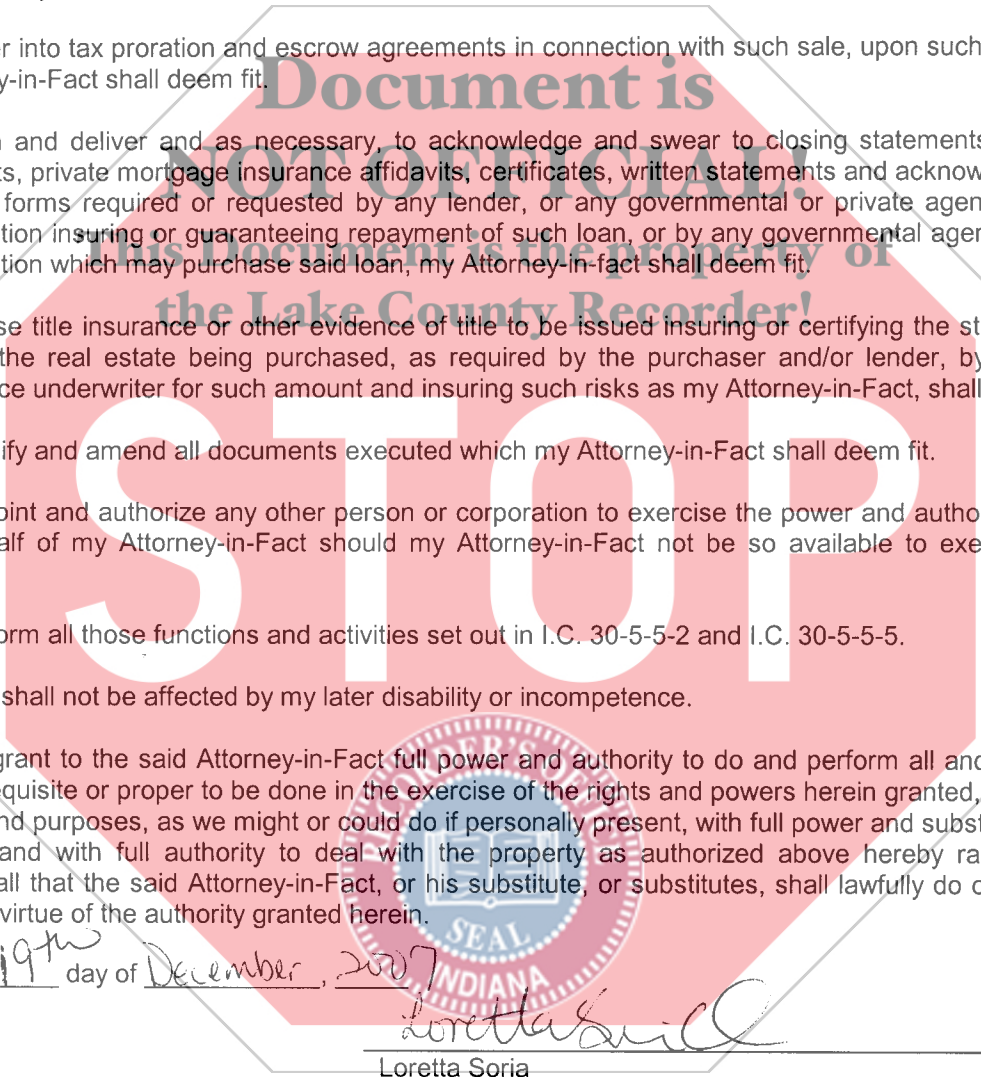 er into tax proration and escrow agreements in connection with such sale, upon such
y-in-Fact shall deem fit.
Document is
and deliver and as necessary, to acknowledge and swear to closing statements
NOT OFFICIAL!
ts, private mortgage insurance affidavits, certificates, written statements and acknow
forms required or requested by any lender, or any governmental or private agen
tion insuring or guaranteeing repayment of such loan, or by any governmental agen
This Document is the property of
tion which may purchase said loan, my Attorney-in-fact shall deem fit.
the Lake County Recorder!
se title insurance or other evidence of title to be issued insuring or certifying the st
the real estate being purchased, as required by the purchaser and/or lender, by
ce underwriter for such amount and insuring such risks as my Attorney-in-Fact, shall
STOP
ify and amend all documents executed which my Attorney-in-Fact shall deem fit.
oint and authorize any other person or corporation to exercise the power and autho
alf of my Attorney-in-Fact should my Attorney-in-Fact not be so available to exe
orm all those functions and activities set out in I.C. 30-5-5-2 and I.C. 30-5-5-5.
shall not be affected by my later disability or incompetence.
grant to the said Attorney-in-Fact full power and authority to do and perform all and
equisite or proper to be done in the exercise of the rights and powers herein granted,
nd purposes, as we might or could do if personally present, with full power and subst
and with full authority to deal with the property as authorized above hereby ra
all that the said Attorney-in-Fact, or his substitute, or substitutes, shall lawfully do o
virtue of the authority granted herein.
RECORDER'S OFFICE
SEAL
INDIANA
19th day of December, 2007
Loretta Soria
Loretta Soria